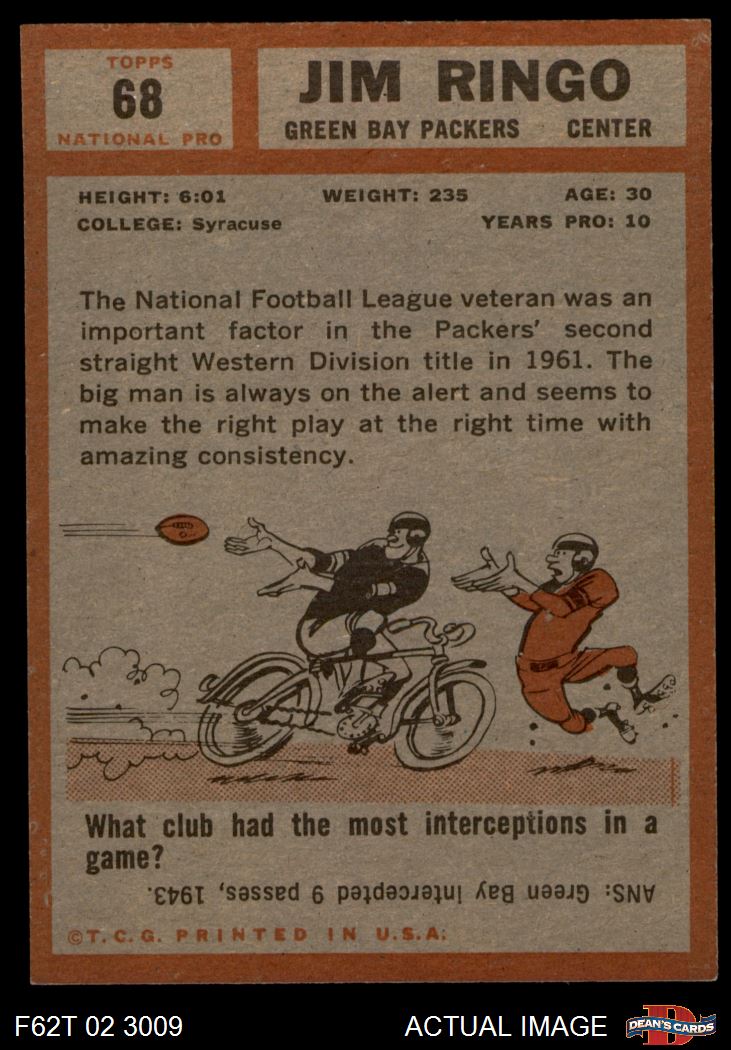 TOPPS
68
NATIONAL PRO
JIM RINGO
GREEN BAY PACKERS CENTER
HEIGHT: 6:01 WEIGHT: 235 AGE: 30
COLLEGE: Syracuse YEARS PRO: 10
The National Football League veteran was an
important factor in the Packers' second
straight Western Division title in 1961. The
big man is always on the alert and seems to
make the right play at the right time with
amazing consistency.
What club had the most interceptions in a
game?
ANS: Green Bay intercepted 9 passes, 1943.
©T.C.G. PRINTED IN U.S.A.
F62T 02 3009 ACTUAL IMAGE DEAN'S CARDS